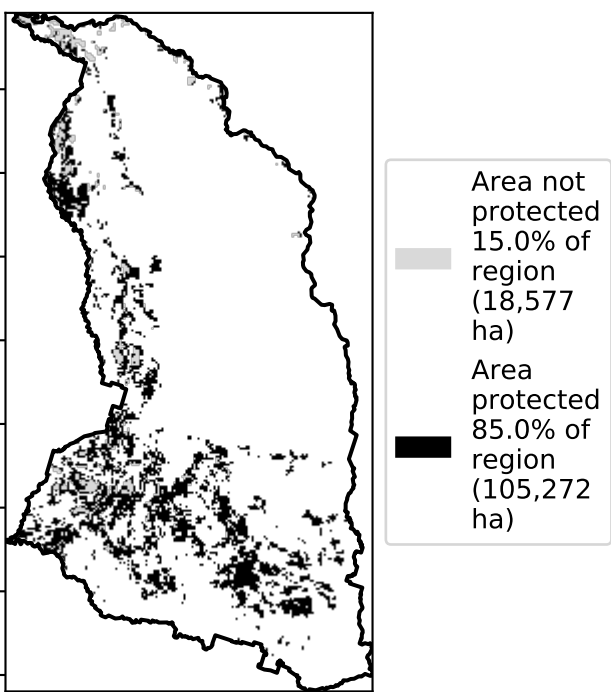 Area not
protected
15.0% of
region
(18,577
ha)
Area
protected
85.0% of
region
(105,272
ha)